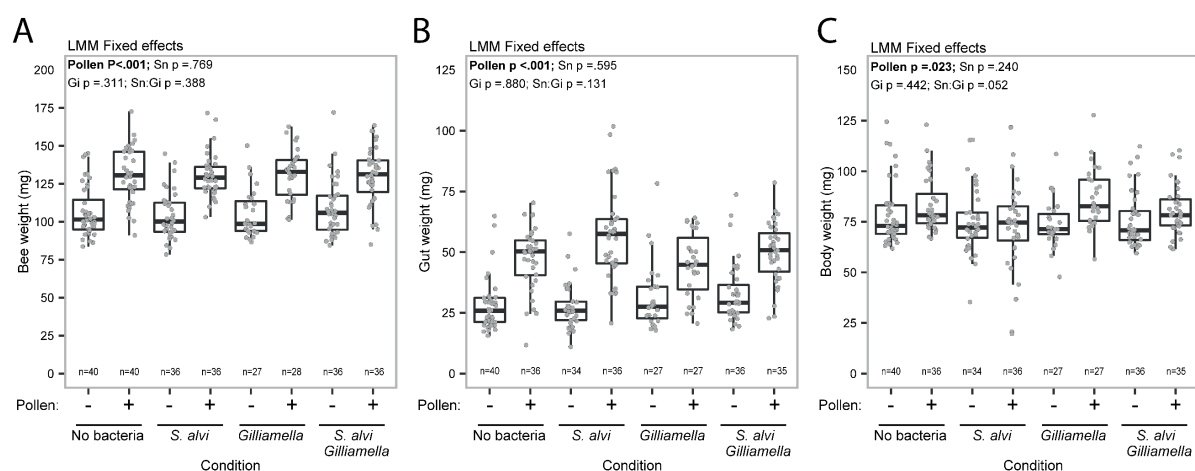 A
LMM Fixed effects
Pollen P<.001; Sn p =.769
Gi p =.311; Sn:Gi p =.388
200
175
150
125
100
75
50
25
0
Bee weight (mg)
n=40 n=40 n=36 n=36 n=27 n=28 n=36 n=36
Pollen: - + - + - + - +
No bacteria S. alvi Gilliamella S. alvi
Gilliamella
Condition
B
LMM Fixed effects
Pollen p <.001; Sn p =.595
Gi p =.880; Sn:Gi p =.131
125
100
75
50
25
0
Gut weight (mg)
n=40 n=36 n=34 n=36 n=27 n=27 n=36 n=35
Pollen: - + - + - + - +
No bacteria S. alvi Gilliamella S. alvi
Gilliamella
Condition
C
LMM Fixed effects
Pollen p =.023; Sn p =.240
Gi p =.442; Sn:Gi p =.052
150
125
100
75
50
25
0
Body weight (mg)
n=40 n=36 n=34 n=36 n=27 n=27 n=36 n=35
Pollen: - + - + - + - +
No bacteria S. alvi Gilliamella S. alvi
Gilliamella
Condition